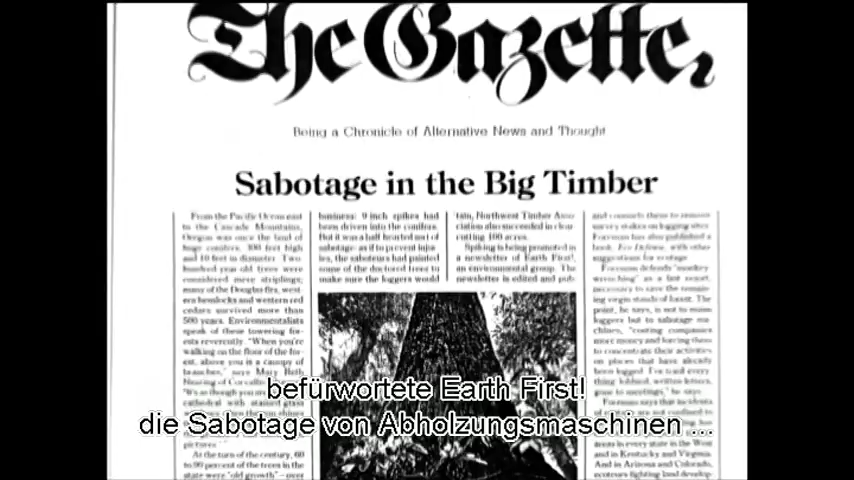 The Gazette,
Being a Chronicle of Alternative News and Thought
Sabotage in the Big Timber
From the Pacific Ocean east
to the Cascade Mountains,
Oregon was once the land of
huge conifers, 300 feet high
and 10 feet in diameter. Two
hundred year old trees were
considered mere striplings;
many of the Douglas firs, west-
ern hemlocks and western red
cedars survived more than
500 years. Environmentalists
speak of these towering for-
ests reverently. "When you're
walking on the floor of the for-
est, above you is a canopy of
branches," says Mary Beth
cathedral with stained glass
pictures
At the turn of the century, 60
to 90 percent of the trees in the
state were "old growth" – over
business: 9 inch spikes had
been driven into the conifers.
But it was a half hearted sort of
sabotage: as if to prevent inju-
ries, the saboteurs had painted
some of the doctored trees to
make sure the loggers would
tain, Northwest Timber Asso-
ciation also succeeded in clear
cutting 100 acres.
Spiking is being promoted in
a newsletter of Earth First!,
an environmental group. The
newsletter is edited and pub-
and counsels them to remove
survey stakes on logging sites.
Foreman has also published a
book, Eco Defense, with other
suggestions for ecotage
Foreman defends "monkey
wrenching" as a last resort,
necessary to save the remain-
ing virgin stands of forest. The
point, he says, is not to maim
loggers but to sabotage ma-
chines, "costing companies
more money and forcing them
to concentrate their activities
on places that have already
been logged. I've tried every-
thing: lobbied, written letters,
gone to meetings," he says.
Foreman says that incidents
areas in every state in the West
and in Kentucky and Virginia.
And in Arizona and Colorado,
ecoteurs fighting land develop-
befürwortete Earth First!
die Sabotage von Abholzungsmaschinen ...